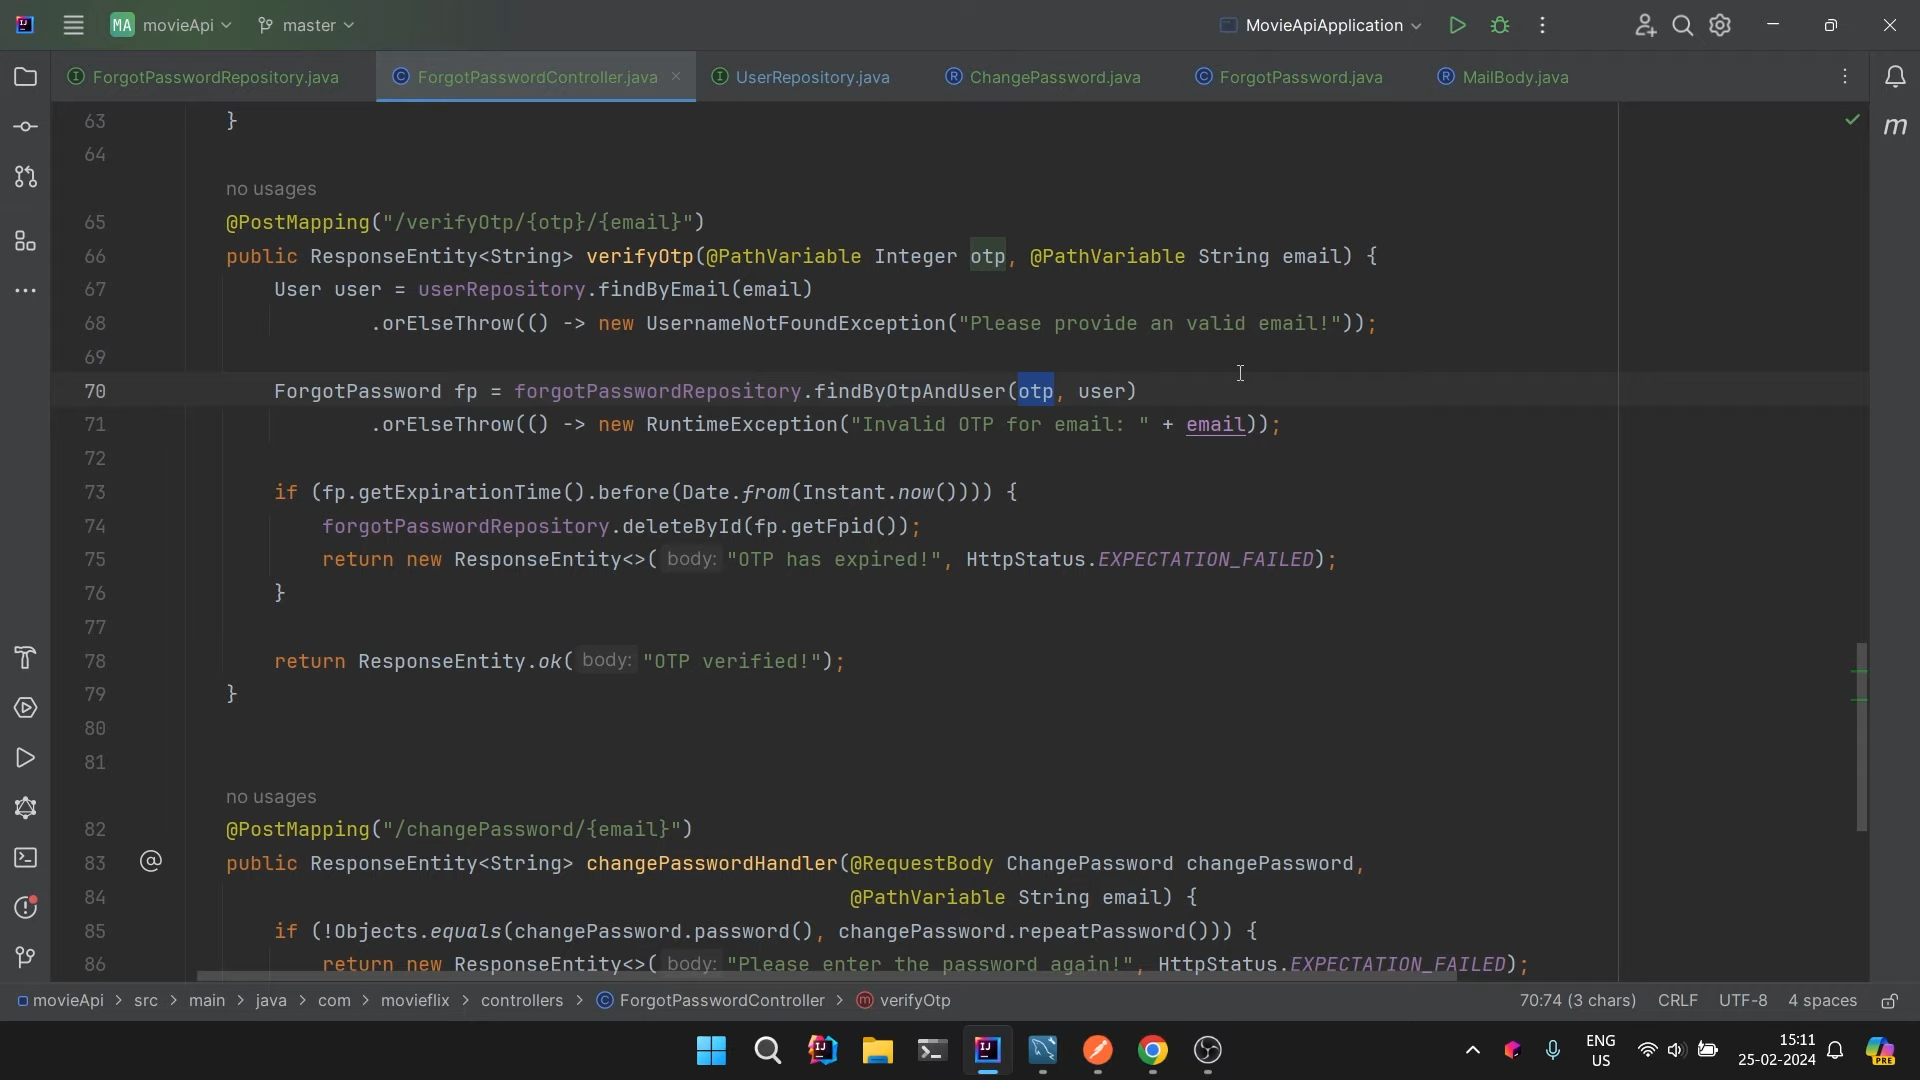 MA movieApi master MovieApiApplication
ForgotPasswordRepository.java ForgotPasswordController.java UserRepository.java ChangePassword.java ForgotPassword.java MailBody.java
63 }
64
no usages
65 @PostMapping("/verifyOtp/{otp}/{email}")
66 public ResponseEntity<String> verifyOtp(@PathVariable Integer otp, @PathVariable String email) {
67 User user = userRepository.findByEmail(email)
68 .orElseThrow(() -> new UsernameNotFoundException("Please provide an valid email!"));
69
70 ForgotPassword fp = forgotPasswordRepository.findByOtpAndUser(otp, user)
71 .orElseThrow(() -> new RuntimeException("Invalid OTP for email: " + email));
72
73 if (fp.getExpirationTime().before(Date.from(Instant.now()))) {
74 forgotPasswordRepository.deleteById(fp.getFpid());
75 return new ResponseEntity<>( body: "OTP has expired!", HttpStatus.EXPECTATION_FAILED);
76 }
77
78 return ResponseEntity.ok( body: "OTP verified!");
79 }
80
81
no usages
82 @PostMapping("/changePassword/{email}")
83 public ResponseEntity<String> changePasswordHandler(@RequestBody ChangePassword changePassword,
84 @PathVariable String email) {
85 if (!Objects.equals(changePassword.password(), changePassword.repeatPassword())) {
86 return new ResponseEntity<>( body: "Please enter the password again!", HttpStatus.EXPECTATION_FAILED);
movieApi > src > main > java > com > movieflix > controllers > ForgotPasswordController > verifyOtp 70:74 (3 chars) CRLF UTF-8 4 spaces
ENG
US
15:11
25-02-2024
PRE